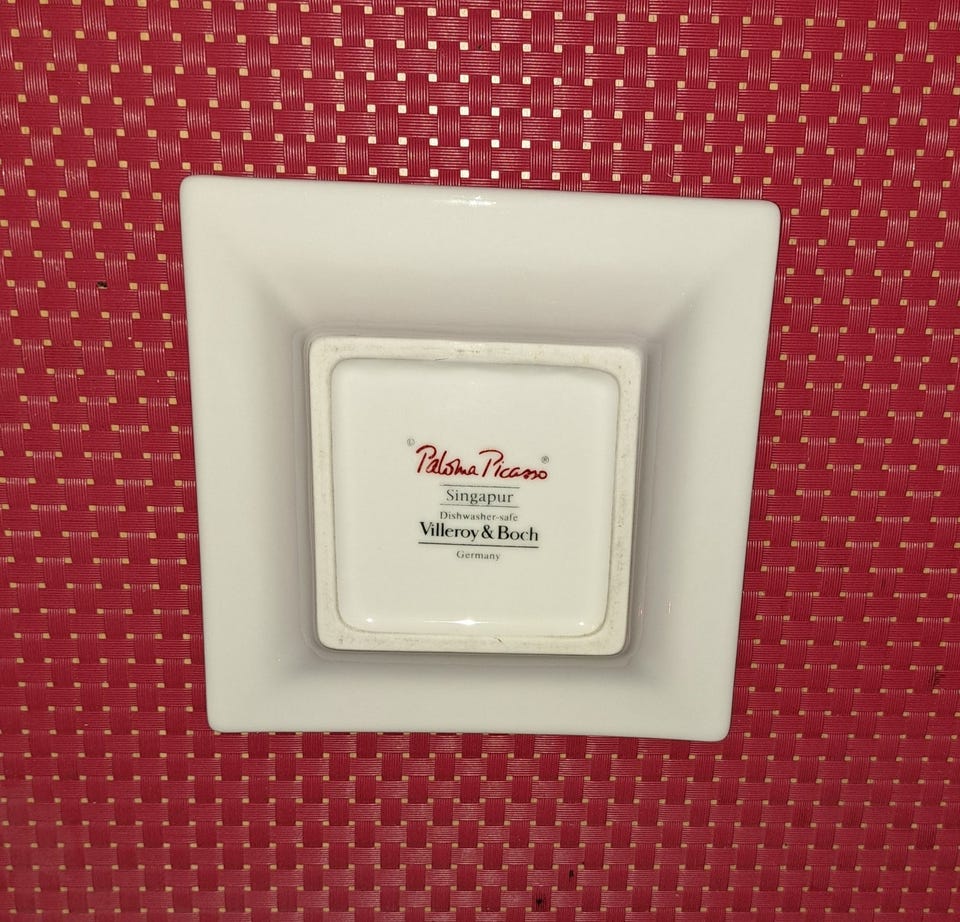 © Paloma Picasso ®
Singapur
Dishwasher-safe
Villeroy & Boch
Germany